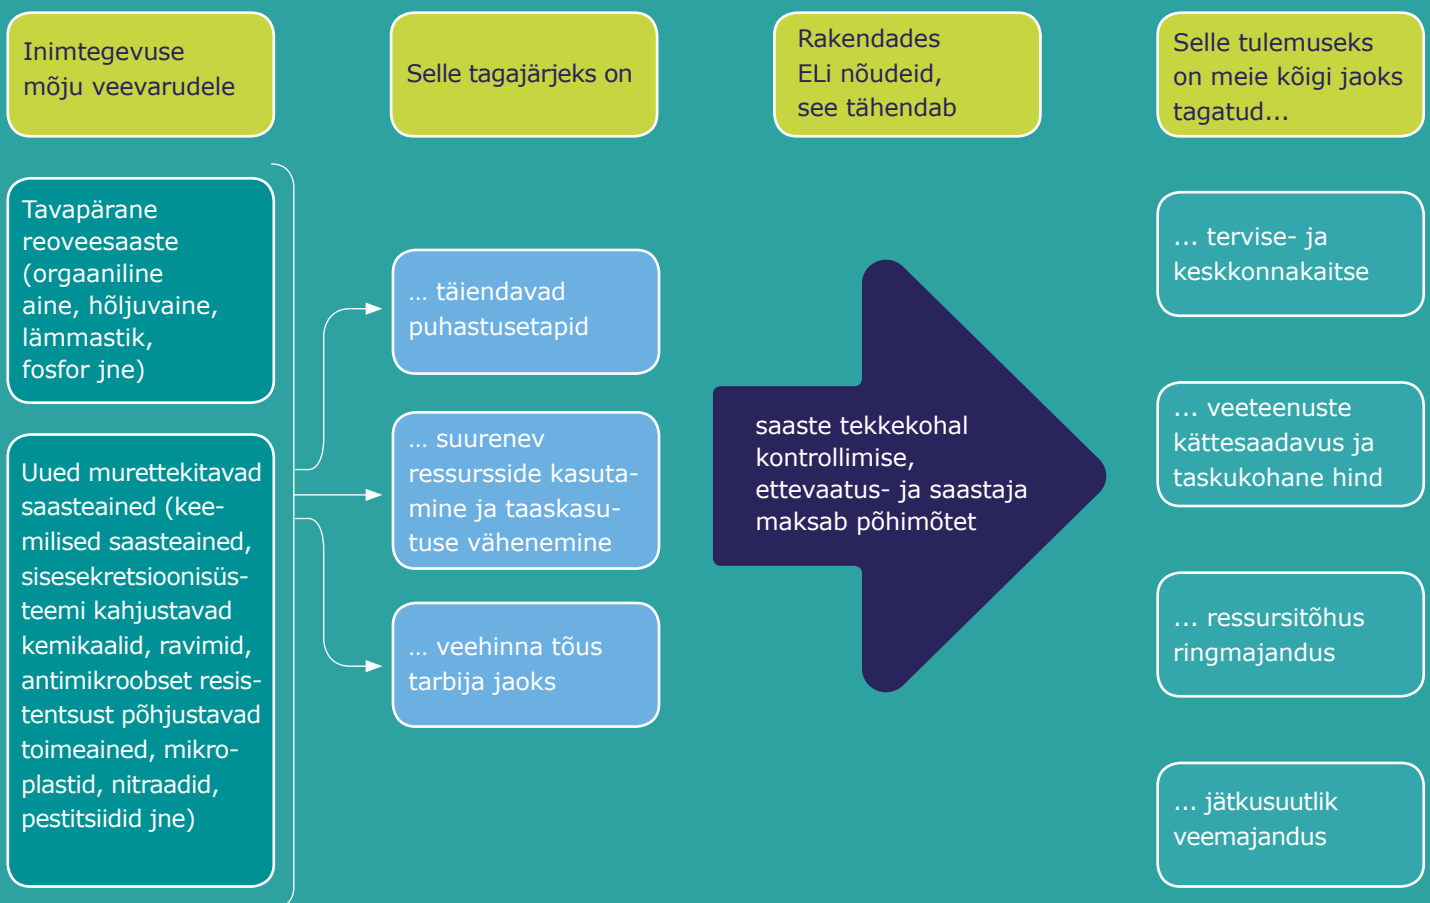 Inimtegevuse
mõju veevarudele
Selle tagajärjeks on
Rakendades
ELi nõudeid,
see tähendab
Selle tulemuseks
on meie kõigi jaoks
tagatud...
Tavapärane
reoveesaaste
(orgaaniline
aine, hõljuvaine,
lämmastik,
fosfor jne)
Uued murettekitavad
saasteained (kee-
milised saasteained,
sisesekretsioonisüs-
teemi kahjustavad
kemikaalid, ravimid,
antimikroobset resis-
tentsust põhjustavad
toimeained, mikro-
plastid, nitraadid,
pestitsiidid jne)
... täiendavad
puhastusetapid
... suurenev
ressursside kasuta-
mine ja taaskasu-
tuse vähenemine
... veehinna tõus
tarbija jaoks
saaste tekkekohal
kontrollimise,
ettevaatus- ja saastaja
maksab põhimõtet
... tervise- ja
keskkonnakaitse
... veeteenuste
kättesaadavus ja
taskukohane hind
... ressursitõhus
ringmajandus
... jätkusuutlik
veemajandus